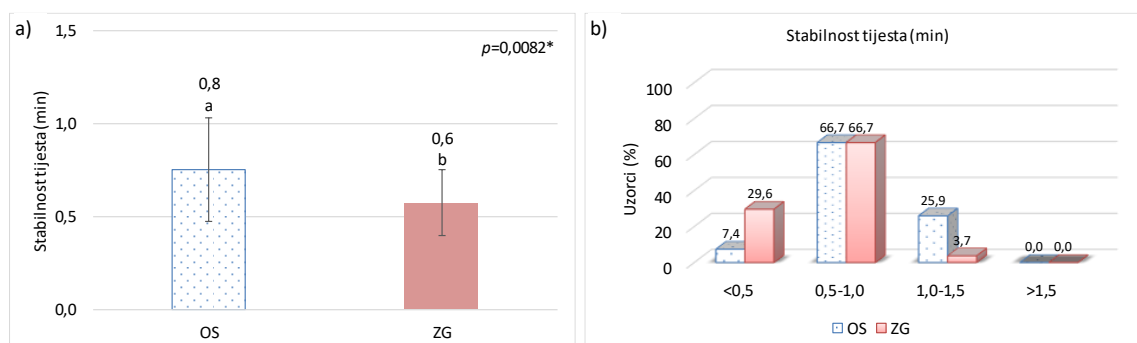 a)
1,5
1,0
0,5
0,0
Stabilnost tijesta (min)
p=0,0082*
0,8
a
0,6
b
OS
ZG
b)
Stabilnost tijesta (min)
100
80
60
40
20
0
Uzorci (%)
7,4
29,6
66,7
66,7
25,9
3,7
0,0
0,0
<0,5
0,5-1,0
1,0-1,5
>1,5
OS
ZG